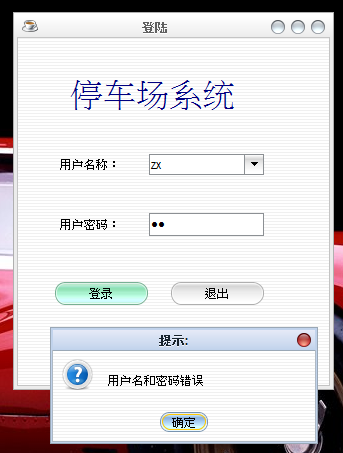 登陆
停车场系统
用户名称：
zx
用户密码：
登录
退出
提示:
用户名和密码错误
确定